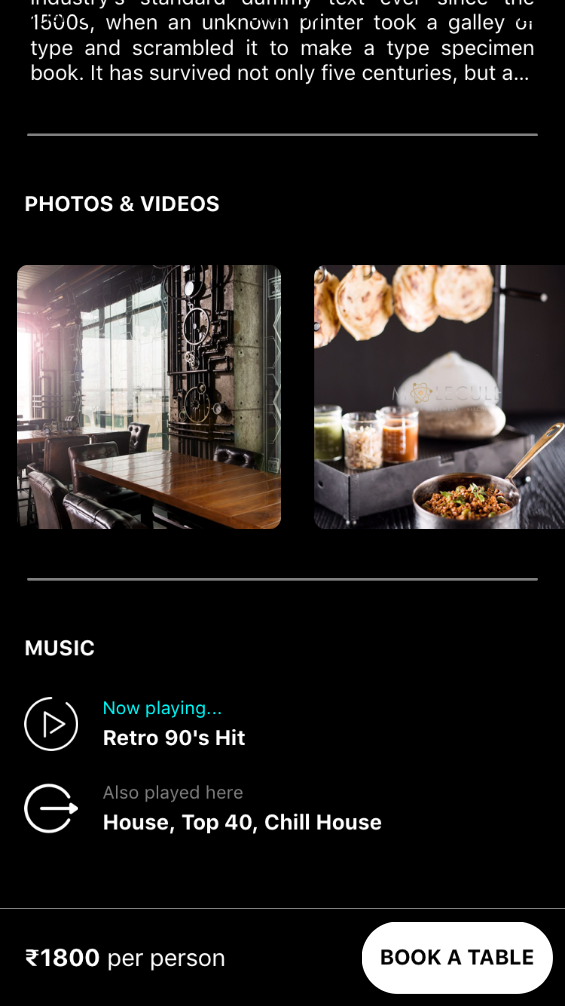 industry's standard dummy text ever since the
1500s, when an unknown printer took a galley of
type and scrambled it to make a type specimen
book. It has survived not only five centuries, but a...
PHOTOS & VIDEOS
MOLECULE
MUSIC
Now playing...
Retro 90's Hit
Also played here
House, Top 40, Chill House
₹1800 per person
BOOK A TABLE